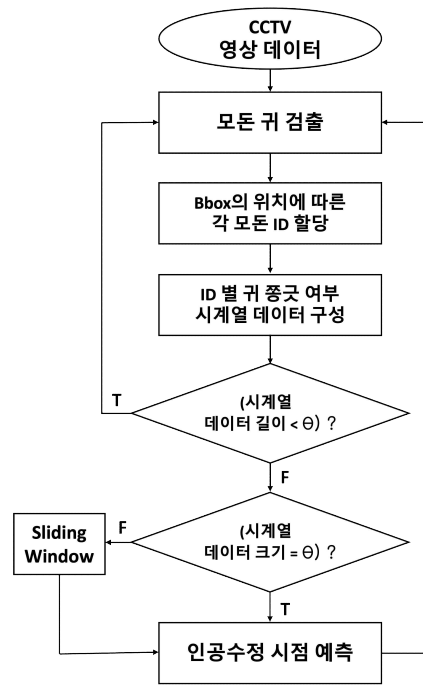 CCTV
영상 데이터
모돈 귀 검출
Bbox의 위치에 따른
각 모돈 ID 할당
ID 별 귀 쫑긋 여부
시계열 데이터 구성
T
(시계열
데이터 길이 < Θ) ?
F
F
(시계열
데이터 크기 = Θ) ?
Sliding
Window
T
인공수정 시점 예측